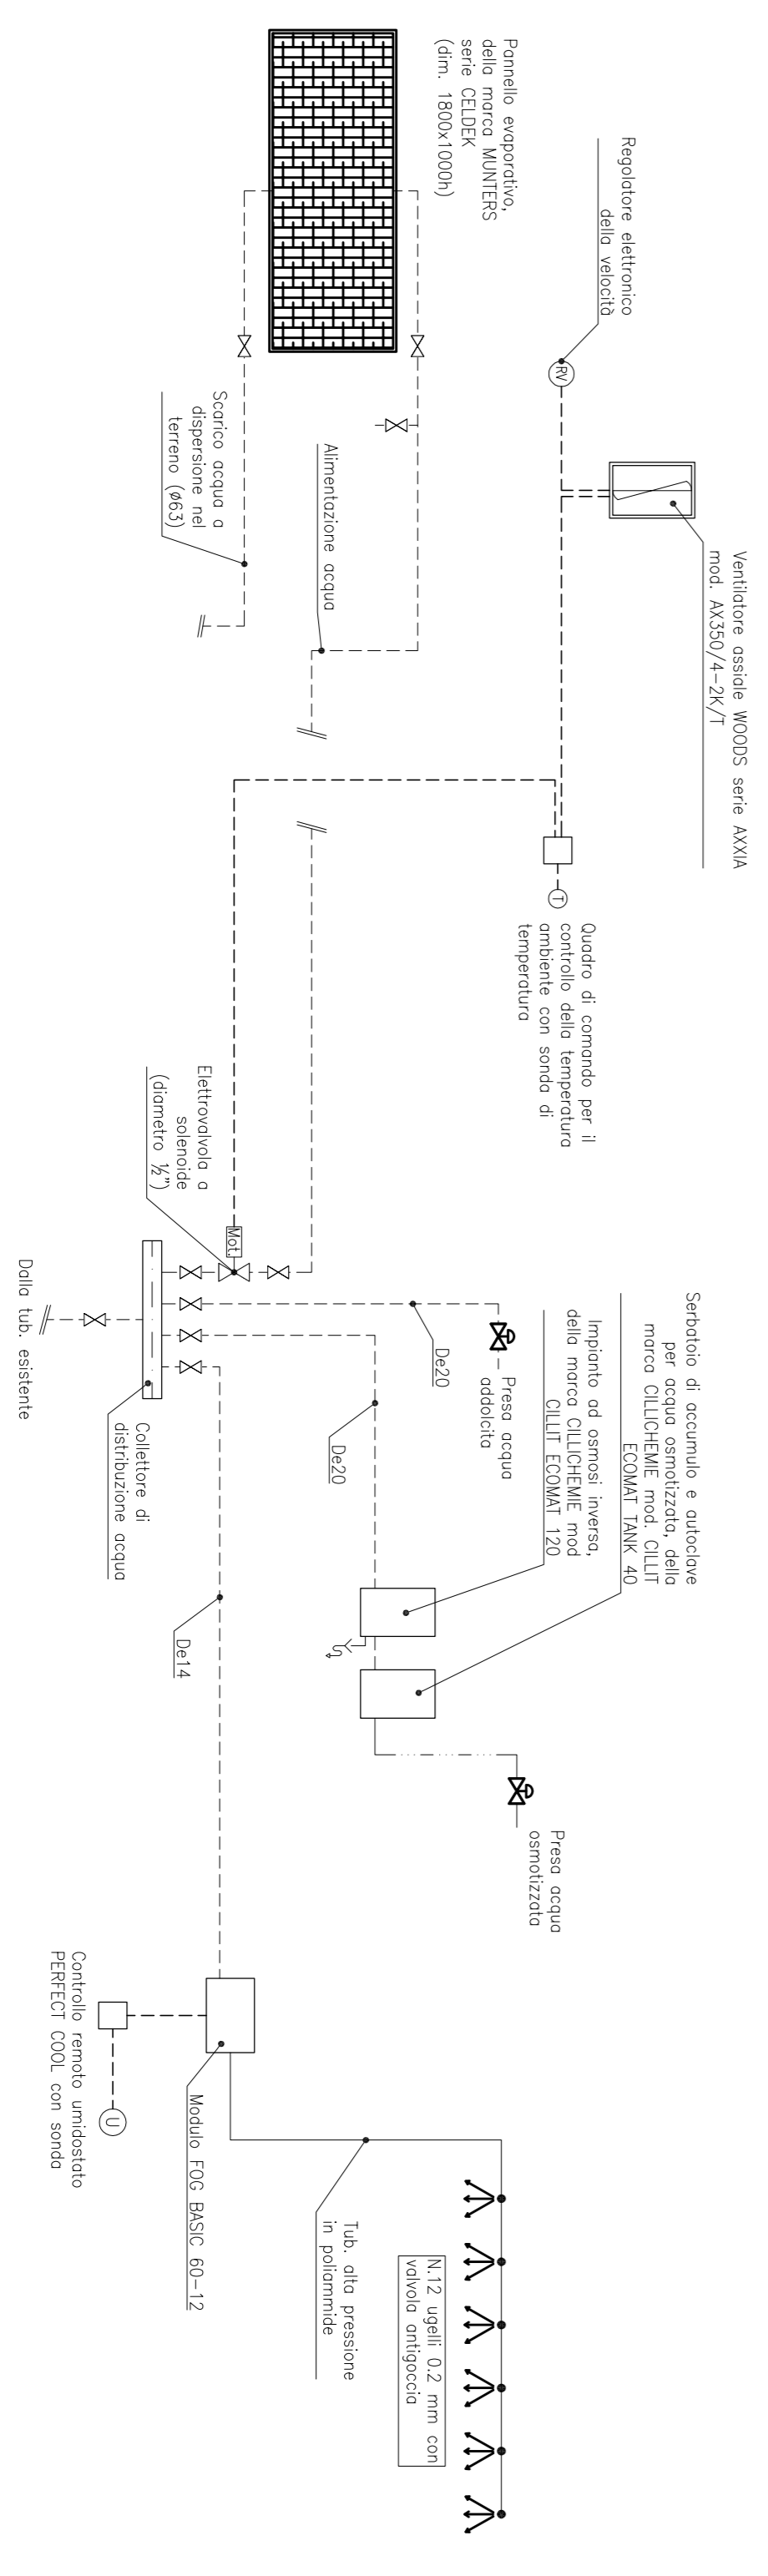 Pannello evaporativo,
della marca MUNTERS
serie CELDEK
(dim. 1800x1000h)
Regolatore elettronico
della velocità
RV
Ventilatore assiale WOODS serie AXXIA
mod. AX350/4-2K/T
Scarico acqua a
dispersione nel
terreno (ø63)
Alimentazione acqua
T
Quadro di comando per il
controllo della temperatura
ambiente con sonda di
temperatura
Elettrovalvola a
solenoide
(diametro ½")
Mot.
Dalla tub. esistente
Collettore di
distribuzione acqua
De20
Presa acqua
addolcita
De20
Impianto ad osmosi inversa,
della marca CILLICHEMIE mod
CILLIT ECOMAT 120
Serbatoio di accumulo e autoclave
per acqua osmotizzata, della
marca CILLICHEMIE mod. CILLIT
ECOMAT TANK 40
De14
Presa acqua
osmotizzata
Controllo remoto umidostato
PERFECT COOL con sonda
U
Modulo FOG BASIC 60-12
Tub. alta pressione
in poliammide
N.12 ugelli 0.2 mm con
valvola antigoccia